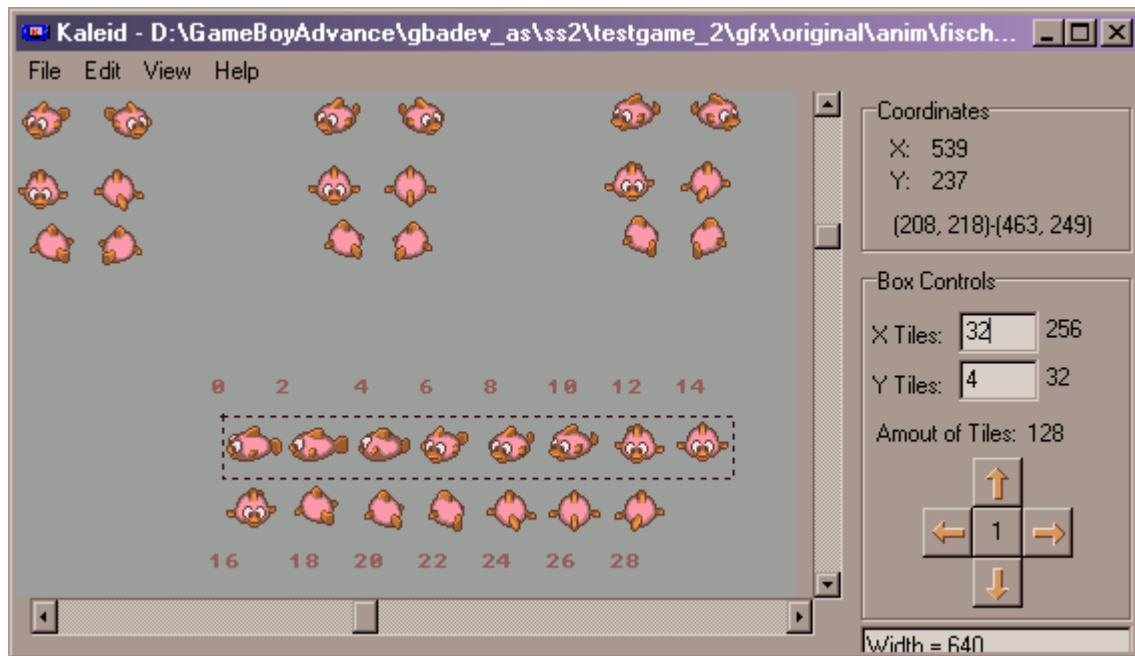 Kaleid - D:\GameBoyAdvance\gbadev_as\ss2\testgame_2\gfx\original\anim\fisch...
File Edit View Help
Coordinates
X: 539
Y: 237
(208, 218)-(463, 249)
Box Controls
X Tiles: 32 256
Y Tiles: 4 32
Amout of Tiles: 128
1
0 2 4 6 8 10 12 14
16 18 20 22 24 26 28
Width = 640